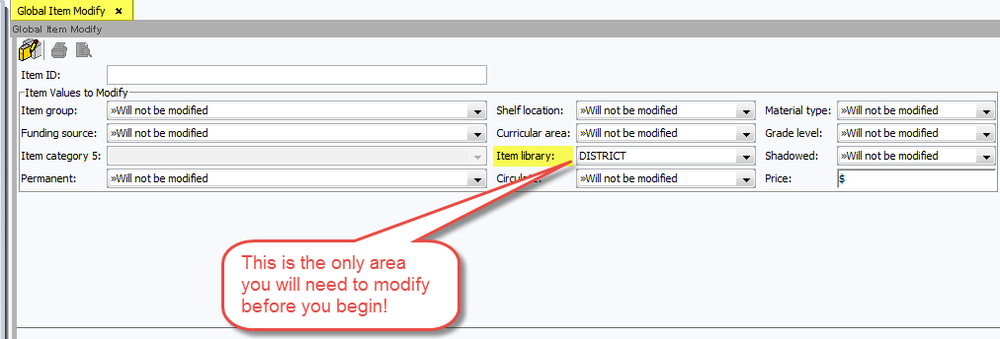 Global Item Modify ×
Global Item Modify
Item ID:
Item Values to Modify
Item group: »Will not be modified Shelf location: »Will not be modified Material type: »Will not be modified
Funding source: »Will not be modified Curricular area: »Will not be modified Grade level: »Will not be modified
Item category 5: Item library: DISTRICT Shadowed: »Will not be modified
Permanent: »Will not be modified Circulate: »Will not be modified Price: $
This is the only area
you will need to modify
before you begin!